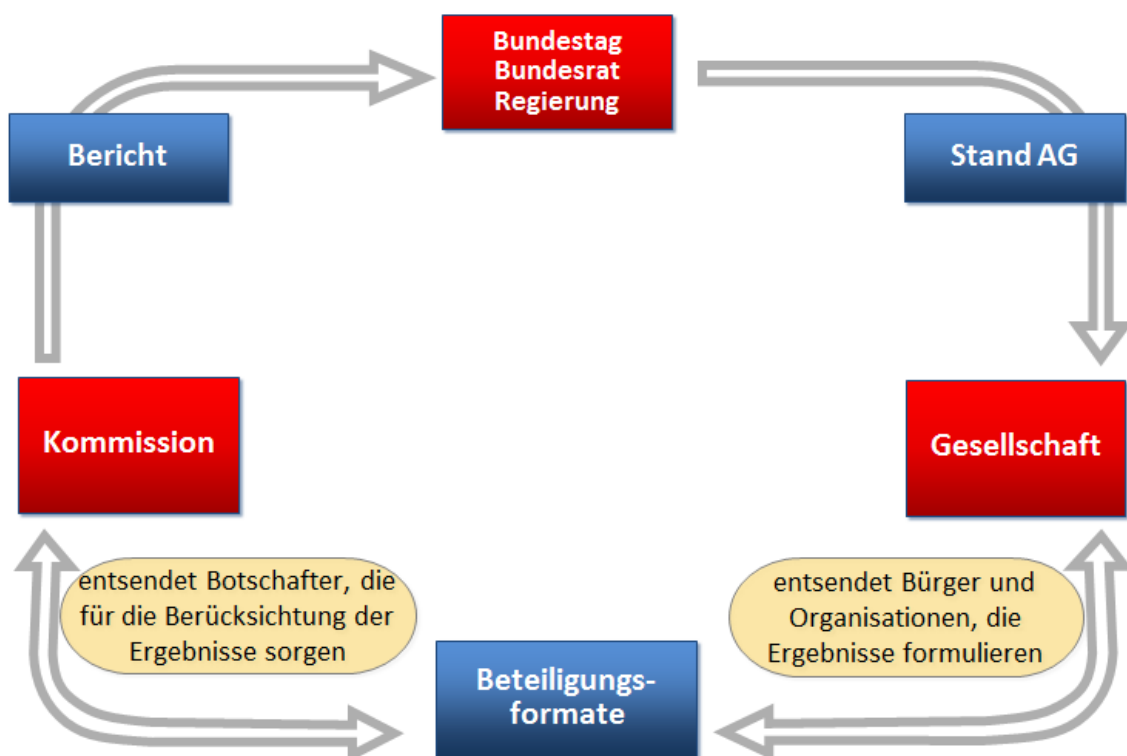 Bundestag
Bundesrat
Regierung
Bericht
Stand AG
Kommission
Gesellschaft
entsendet Botschafter, die
für die Berücksichtung der
Ergebnisse sorgen
entsendet Bürger und
Organisationen, die
Ergebnisse formulieren
Beteiligungs-
formate